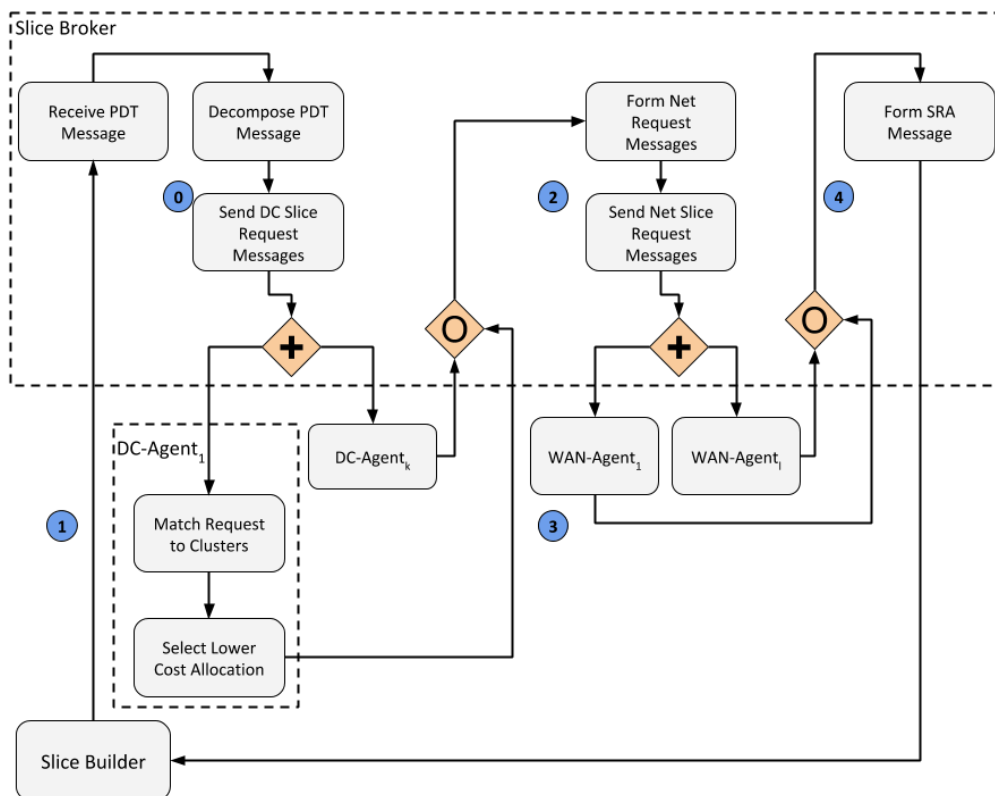 Slice Broker
Receive PDT
Message
Decompose PDT
Message
Form Net
Request
Messages
Form SRA
Message
0
2
4
Send DC Slice
Request
Messages
Send Net Slice
Request
Messages
+
O
+
O
DC-Agent1
DC-Agentk
WAN-Agent1
WAN-Agentl
1
Match Request
to Clusters
3
Select Lower
Cost Allocation
Slice Builder